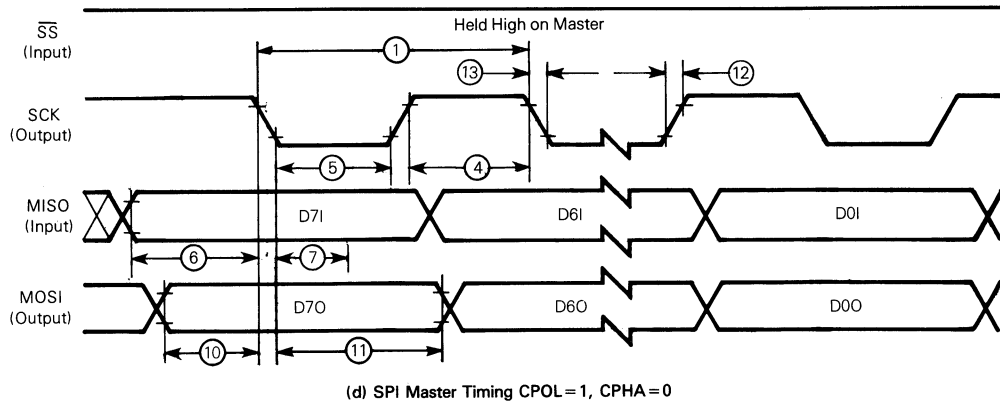 Held High on Master
SS
(Input)
1
13
12
SCK
(Output)
5
4
MISO
(Input)
D7I
D6I
D0I
6
7
MOSI
(Output)
D7O
D6O
D0O
10
11
(d) SPI Master Timing CPOL=1, CPHA=0